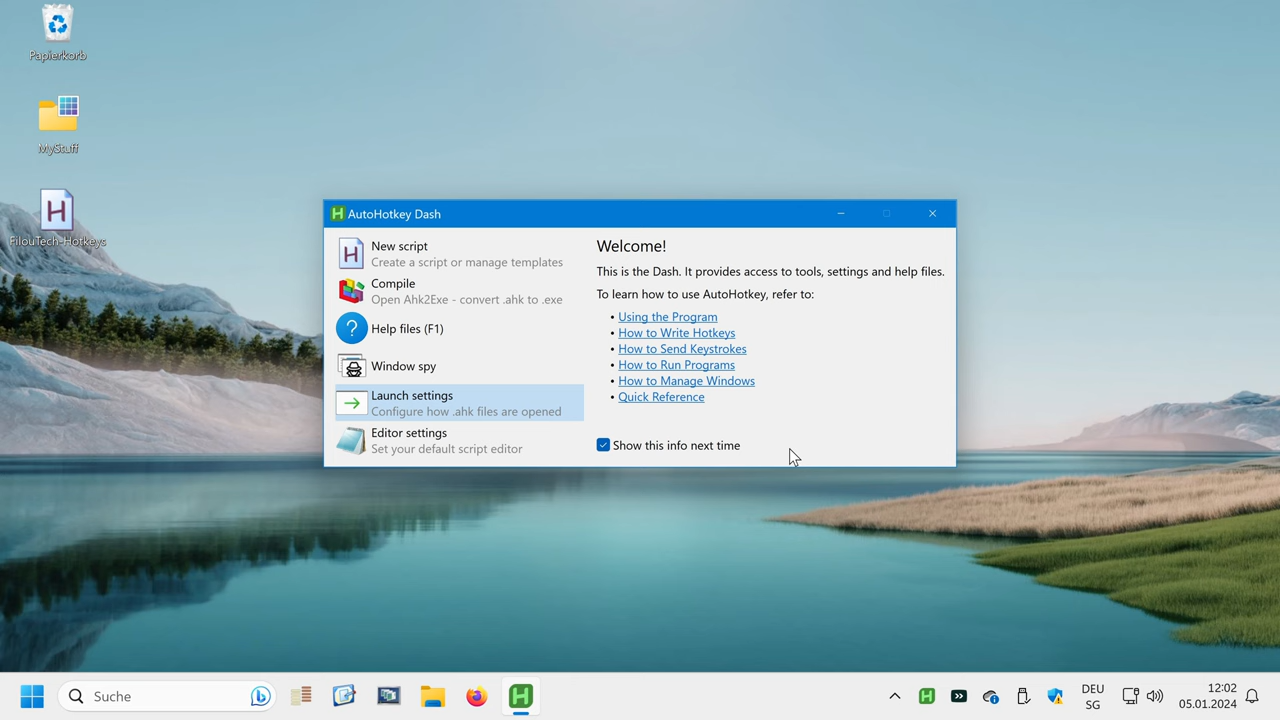 Papierkorb
MyStuff
FilouTech-Hotkeys
AutoHotkey Dash
New script
Create a script or manage templates
Compile
Open Ahk2Exe - convert .ahk to .exe
Help files (F1)
Window spy
Launch settings
Configure how .ahk files are opened
Editor settings
Set your default script editor
Welcome!
This is the Dash. It provides access to tools, settings and help files.
To learn how to use AutoHotkey, refer to:
• Using the Program
• How to Write Hotkeys
• How to Send Keystrokes
• How to Run Programs
• How to Manage Windows
• Quick Reference
Show this info next time
Suche
DEU
SG
12:02
05.01.2024